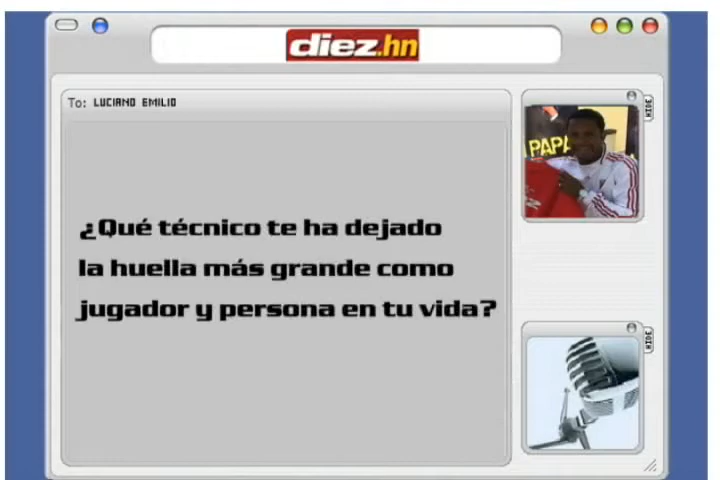 diez.hn
To: LUCIANO EMILIO
HIDE
PAPA
¿Qué técnico te ha dejado
la huella más grande como
jugador y persona en tu vida?
HIDE